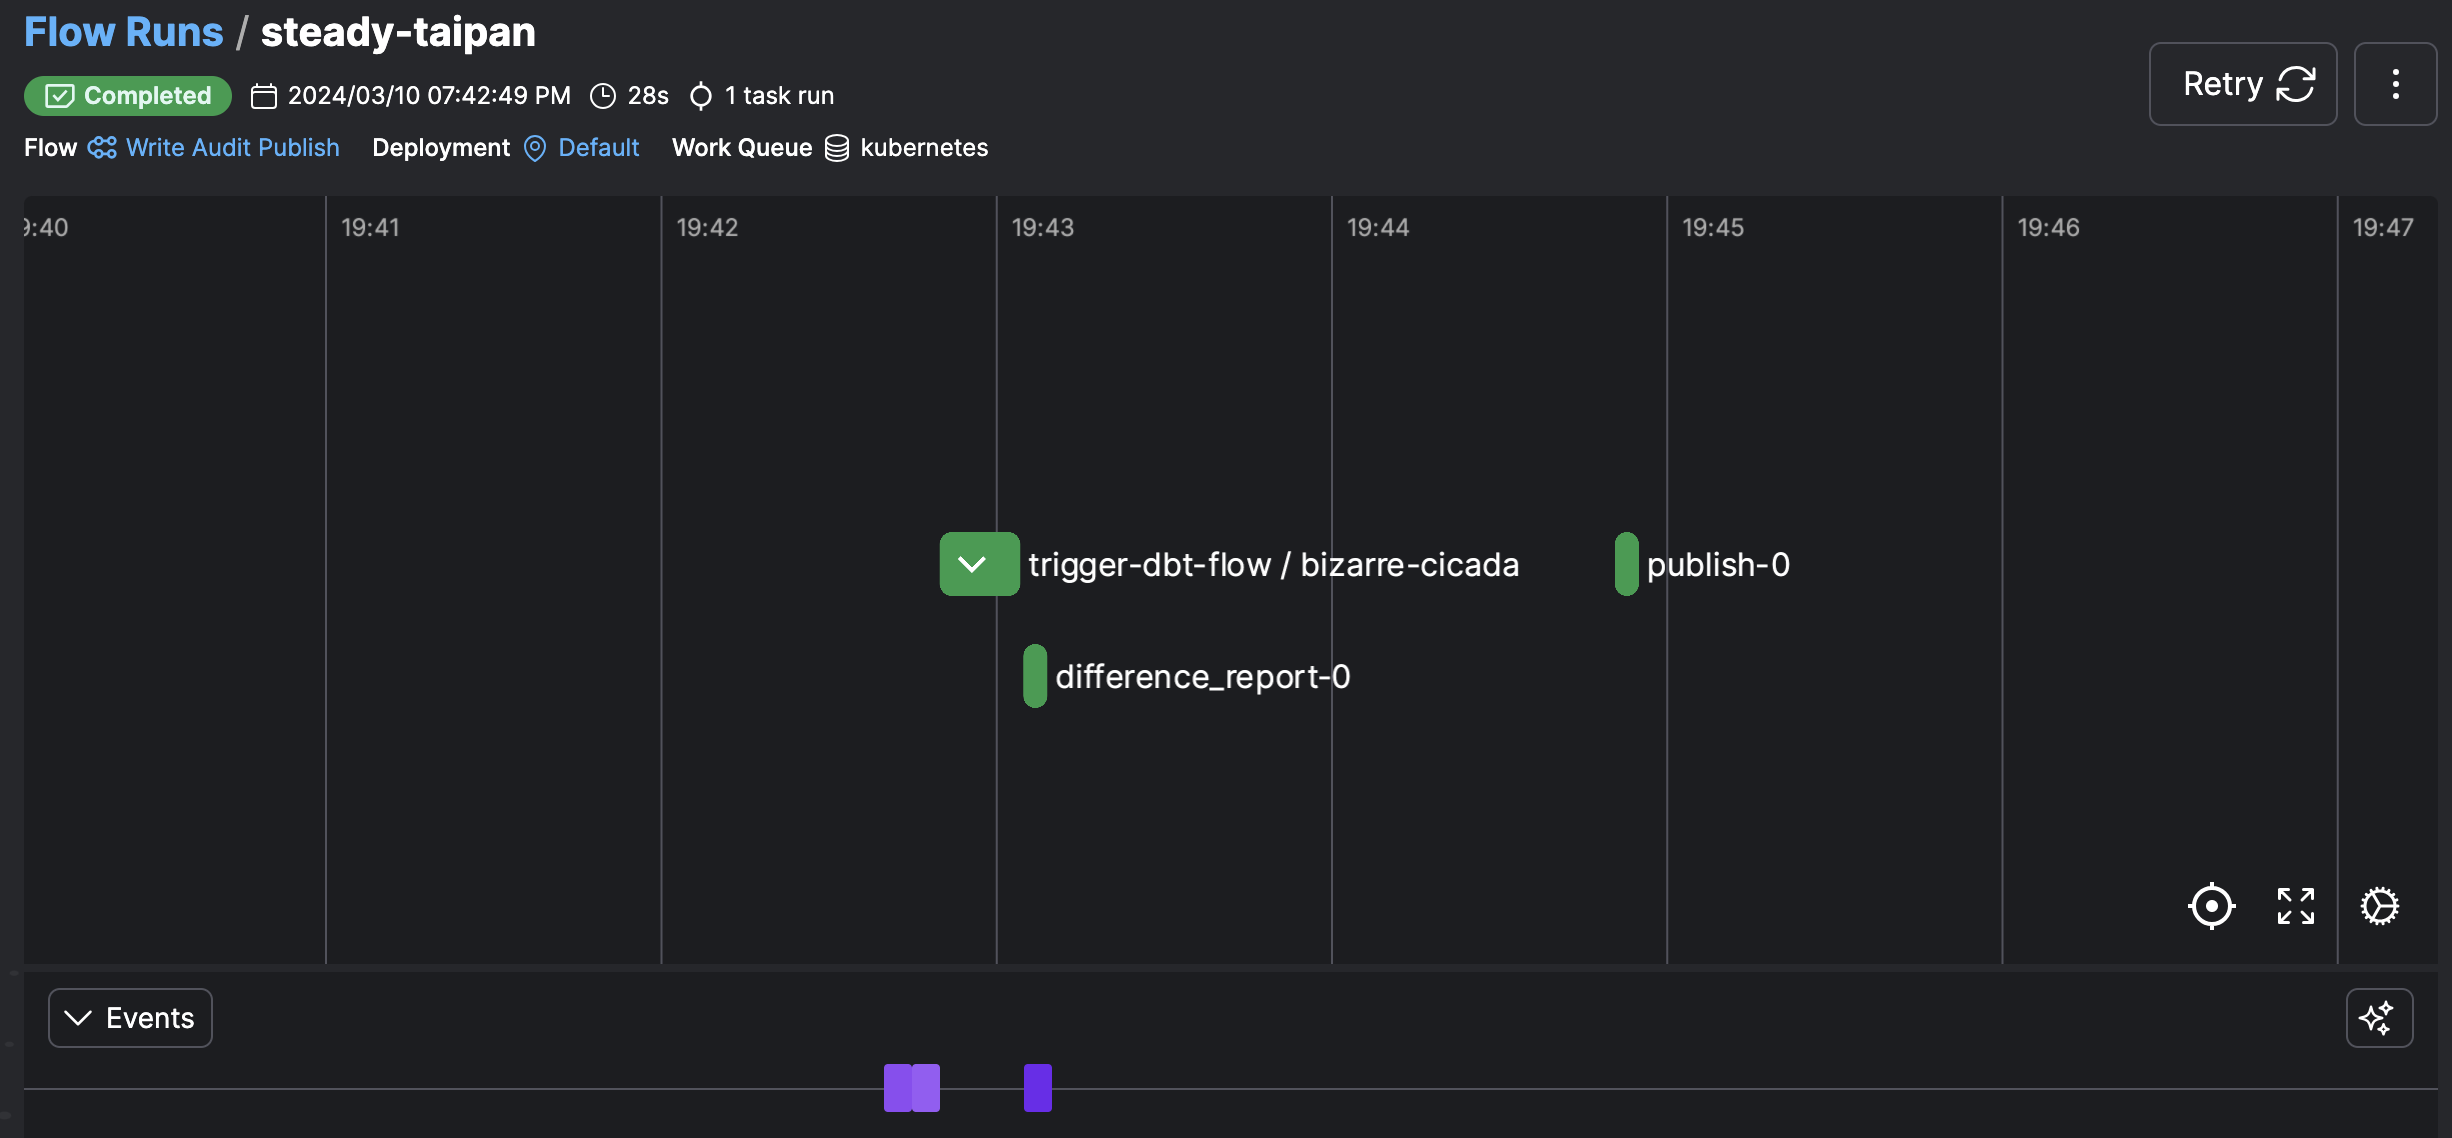 Flow Runs / steady-taipan
Completed 2024/03/10 07:42:49 PM 28s 1 task run
Retry
Flow Write Audit Publish Deployment Default Work Queue kubernetes
9:40 19:41 19:42 19:43 19:44 19:45 19:46 19:47
trigger-dbt-flow / bizarre-cicada
publish-0
difference_report-0
Events